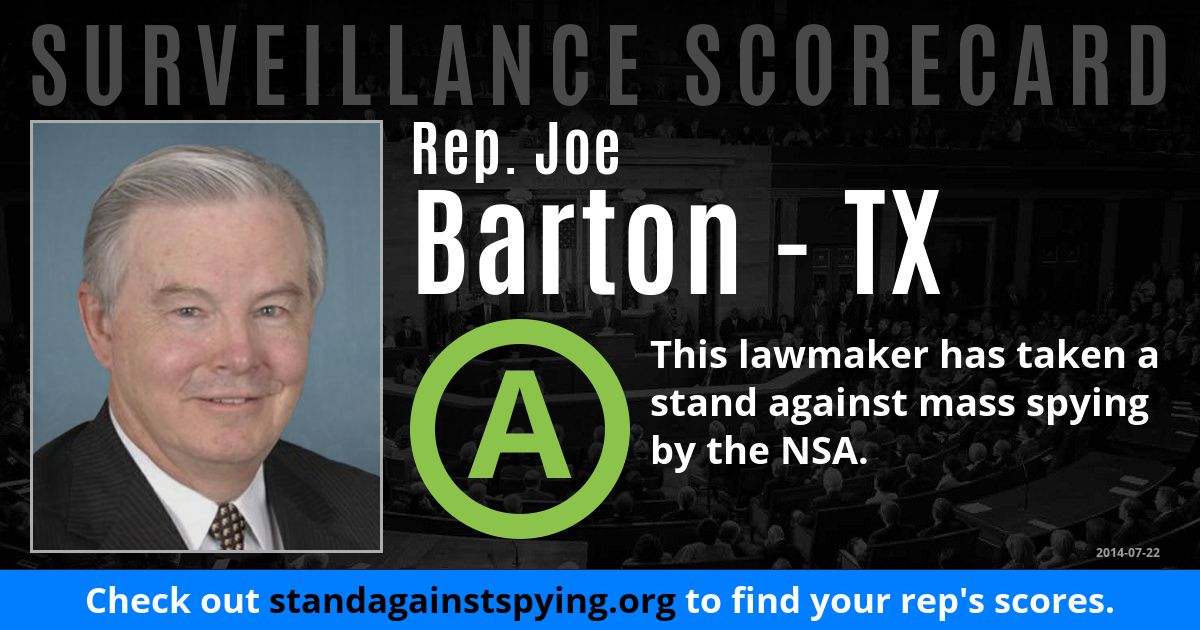 SURVEILLANCE SCORECARD
Rep. Joe
Barton - TX
A
This lawmaker has taken a
stand against mass spying
by the NSA.
2014-07-22
Check out standagainstspying.org to find your rep's scores.